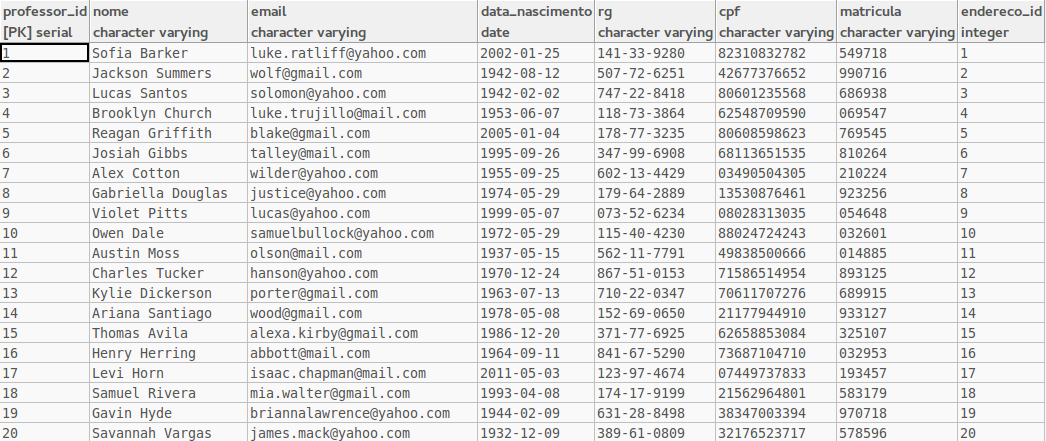 professor_id nome email data_nascimento rg cpf matricula endereco_id
[PK] serial character varying character varying date character varying character varying character varying integer
1 Sofia Barker luke.ratliff@yahoo.com 2002-01-25 141-33-9280 82310832782 549718 1
2 Jackson Summers wolf@gmail.com 1942-08-12 507-72-6251 42677376652 990716 2
3 Lucas Santos solomon@yahoo.com 1942-02-02 747-22-8418 80601235568 686938 3
4 Brooklyn Church luke.trujillo@mail.com 1953-06-07 118-73-3864 62548709590 069547 4
5 Reagan Griffith blake@gmail.com 2005-01-04 178-77-3235 80608598623 769545 5
6 Josiah Gibbs talley@mail.com 1995-09-26 347-99-6908 68113651535 810264 6
7 Alex Cotton wilder@yahoo.com 1955-09-25 602-13-4429 03490504305 210224 7
8 Gabriella Douglas justice@yahoo.com 1974-05-29 179-64-2889 13530876461 923256 8
9 Violet Pitts lucas@yahoo.com 1999-05-07 073-52-6234 08028313035 054648 9
10 Owen Dale samuelbullock@yahoo.com 1972-05-29 115-40-4230 88024724243 032601 10
11 Austin Moss olson@mail.com 1937-05-15 562-11-7791 49838500666 014885 11
12 Charles Tucker hanson@yahoo.com 1970-12-24 867-51-0153 71586514954 893125 12
13 Kylie Dickerson porter@gmail.com 1963-07-13 710-22-0347 70611707276 689915 13
14 Ariana Santiago wood@gmail.com 1978-05-08 152-69-0650 21177944910 933127 14
15 Thomas Avila alexa.kirby@gmail.com 1986-12-20 371-77-6925 62658853084 325107 15
16 Henry Herring abbott@mail.com 1964-09-11 841-67-5290 73687104710 032953 16
17 Levi Horn isaac.chapman@mail.com 2011-05-03 123-97-4674 07449737833 193457 17
18 Samuel Rivera mia.walter@gmail.com 1993-04-08 174-17-9199 21562964801 583179 18
19 Gavin Hyde briannalawrence@yahoo.com 1944-02-09 631-28-8498 38347003394 970718 19
20 Savannah Vargas james.mack@yahoo.com 1932-12-09 389-61-0809 32176523717 578596 20